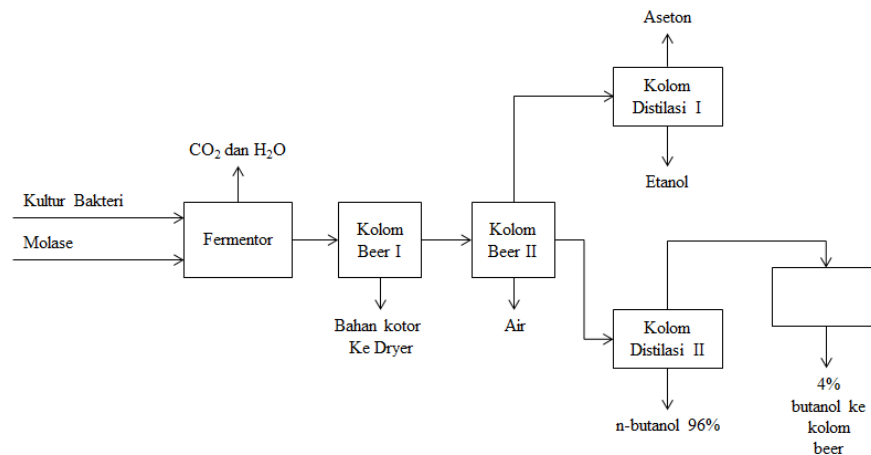 Aseton
Kolom
Distilasi I
CO₂ dan H₂O
Etanol
Kultur Bakteri
Molase
Fermentor
Kolom
Beer I
Kolom
Beer II
Bahan kotor
Ke Dryer
Air
Kolom
Distilasi II
n-butanol 96%
4%
butanol ke
kolom
beer